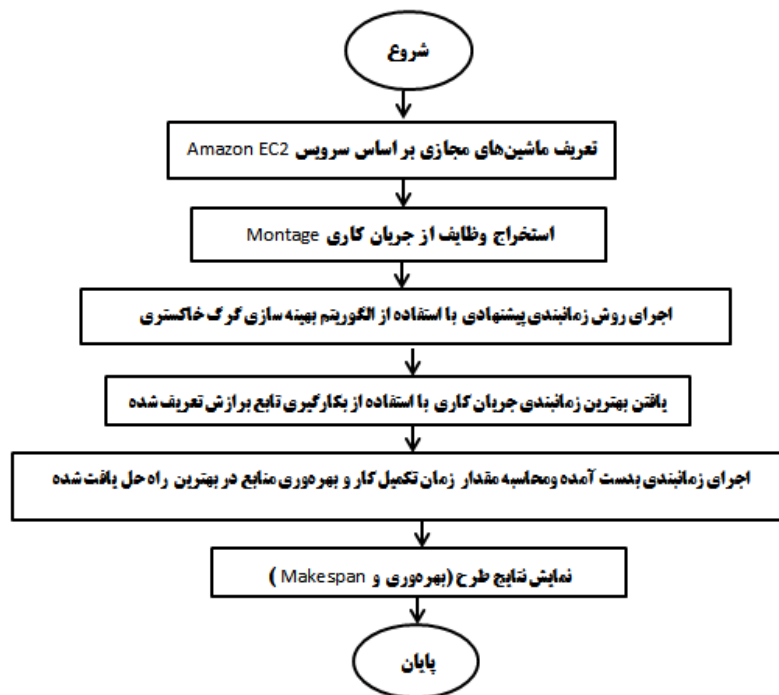 شروع
تعریف ماشین‌های مجازی بر اساس سرویس Amazon EC2
استخراج وظایف از جریان کاری Montage
اجرای روش زمانبندی پیشنهادی با استفاده از الگوریتم بهینه سازی گرگ خاکستری
یافتن بهترین زمانبندی جریان کاری با استفاده از بکارگیری تابع برازش تعریف شده
اجرای زمانبندی بدست آمده ومحاسبه مقدار زمان تکمیل کار و بهره‌وری منابع در بهترین راه حل یافت شده
نمایش نتایج طرح (بهره‌وری و Makespan )
پایان